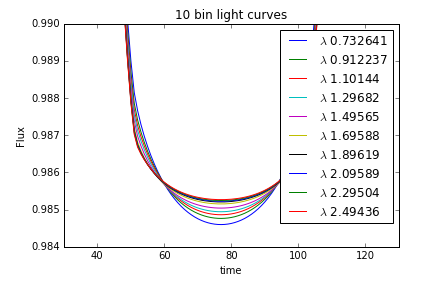 10 bin light curves
0.990
0.989
0.988
0.987
0.986
0.985
0.984
Flux
40
60
80
100
120
time
λ 0.732641
λ 0.912237
λ 1.10144
λ 1.29682
λ 1.49565
λ 1.69588
λ 1.89619
λ 2.09589
λ 2.29504
λ 2.49436